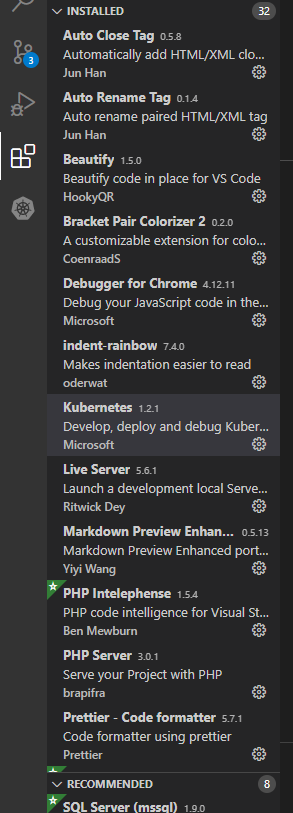 INSTALLED 32
Auto Close Tag 0.5.8
Automatically add HTML/XML clo...
Jun Han
3
Auto Rename Tag 0.1.4
Auto rename paired HTML/XML tag
Jun Han
Beautify 1.5.0
Beautify code in place for VS Code
HookyQR
Bracket Pair Colorizer 2 0.2.0
A customizable extension for colo...
CoenraadS
Debugger for Chrome 4.12.11
Debug your JavaScript code in the...
Microsoft
indent-rainbow 7.4.0
Makes indentation easier to read
oderwat
Kubernetes 1.2.1
Develop, deploy and debug Kuber...
Microsoft
Live Server 5.6.1
Launch a development local Serve...
Ritwick Dey
Markdown Preview Enhan... 0.5.13
Markdown Preview Enhanced port...
Yiyi Wang
PHP Intelephense 1.5.4
PHP code intelligence for Visual St...
Ben Mewburn
PHP Server 3.0.1
Serve your Project with PHP
brapifra
Prettier - Code formatter 5.7.1
Code formatter using prettier
Prettier
RECOMMENDED 8
SQL Server (mssql) 1.9.0